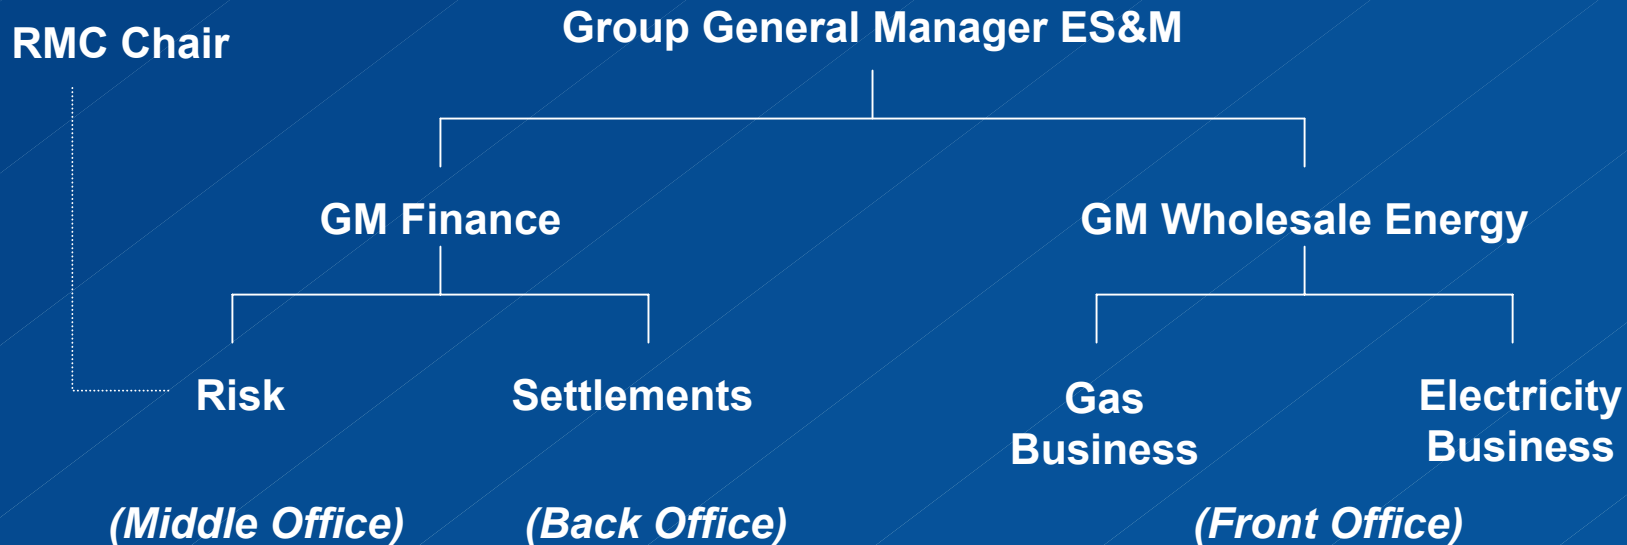 RMC Chair
Group General Manager ES&M
GM Finance
GM Wholesale Energy
Risk
Settlements
Gas
Business
Electricity
Business
(Middle Office)
(Back Office)
(Front Office)